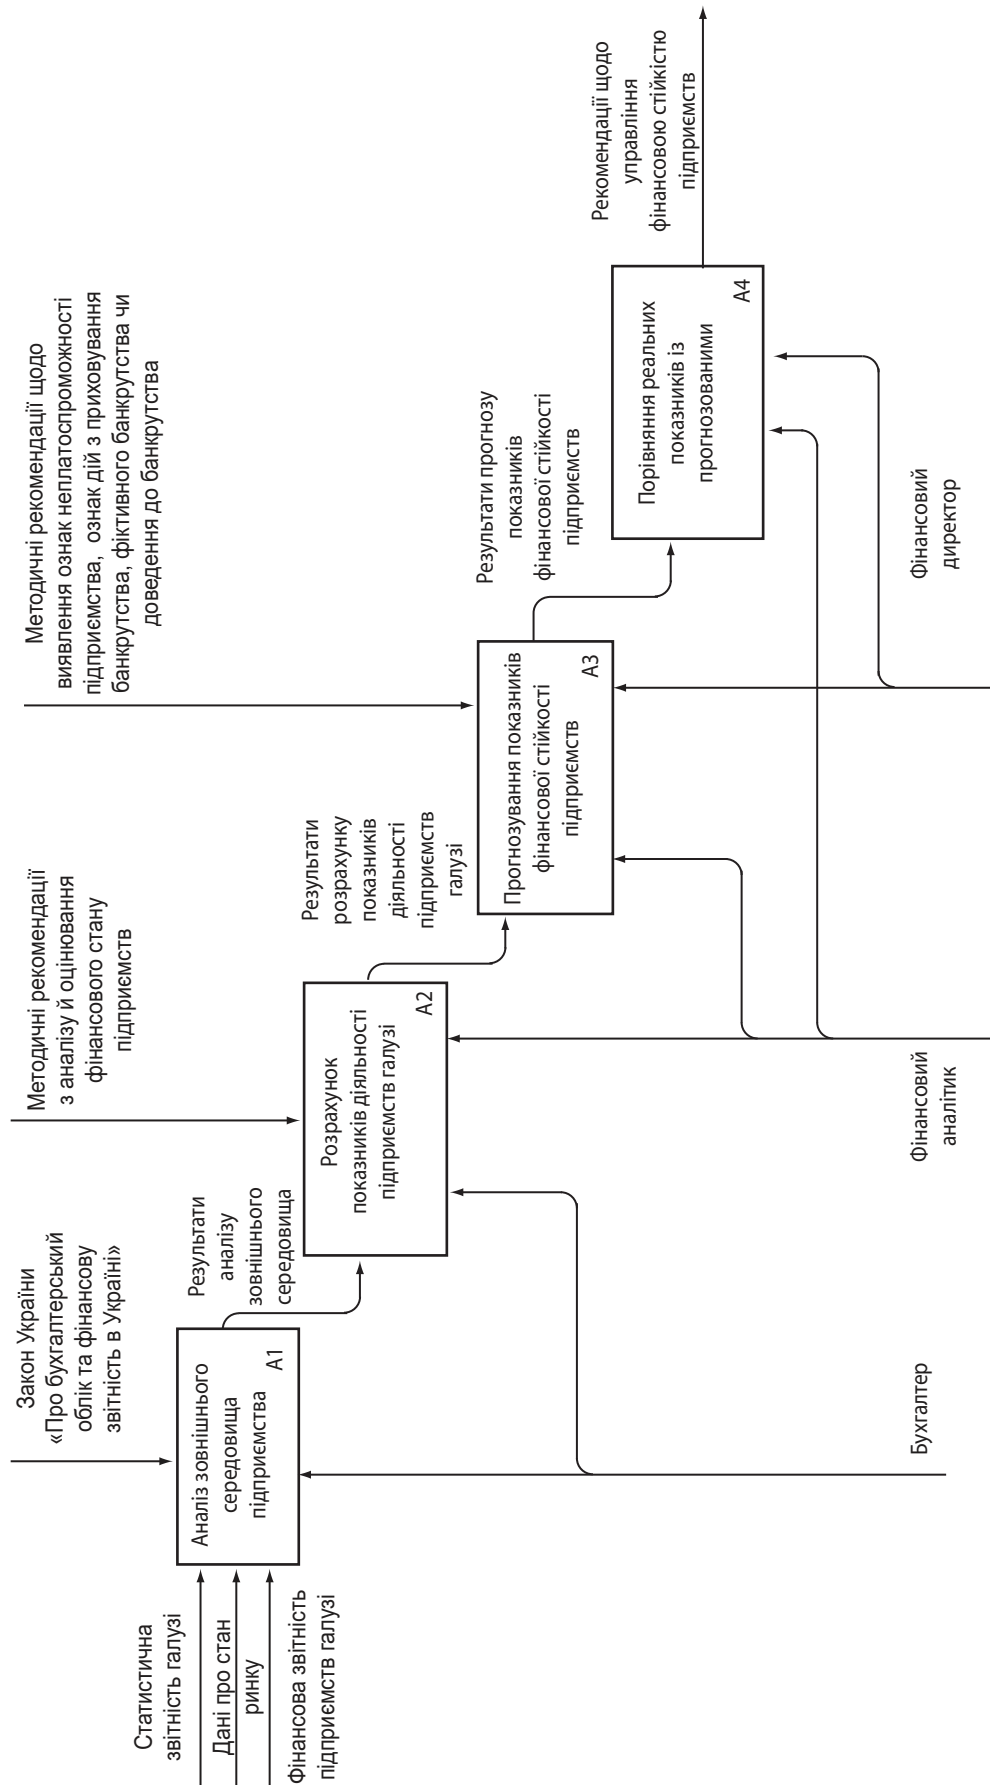 Закон України
«Про бухгалтерський
облік та фінансову
звітність в Україні»
Методичні рекомендації
з аналізу й оцінювання
фінансового стану
підприємств
Методичні рекомендації щодо
виявлення ознак неплатоспроможності
підприємства, ознак дій з приховування
банкрутства, фіктивного банкрутства чи
доведення до банкрутства
Статистична
звітність галузі
Дані про стан
ринку
Фінансова звітність
підприємств галузі
Аналіз зовнішнього
середовища
підприємства
А1
Результати
аналізу
зовнішнього
середовища
Розрахунок
показників діяльності
підприємств галузі
А2
Результати
розрахунку
показників
діяльності
підприємств
галузі
Прогнозування показників
фінансової стійкості
підприємств
А3
Результати прогнозу
показників
фінансової стійкості
підприємств
Порівняння реальних
показників із
прогнозованими
А4
Рекомендації щодо
управління
фінансовою стійкістю
підприємств
Бухгалтер
Фінансовий
аналітик
Фінансовий
директор